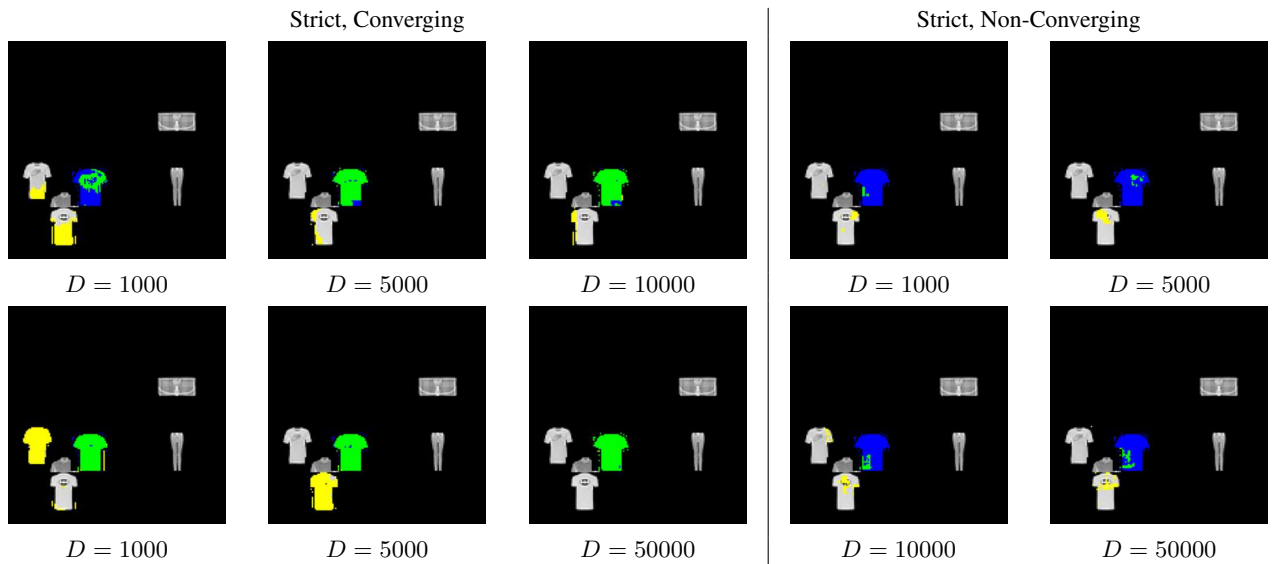 Strict, Converging
Strict, Non-Converging
D = 1000
D = 5000
D = 10000
D = 1000
D = 5000
D = 1000
D = 5000
D = 50000
D = 10000
D = 50000